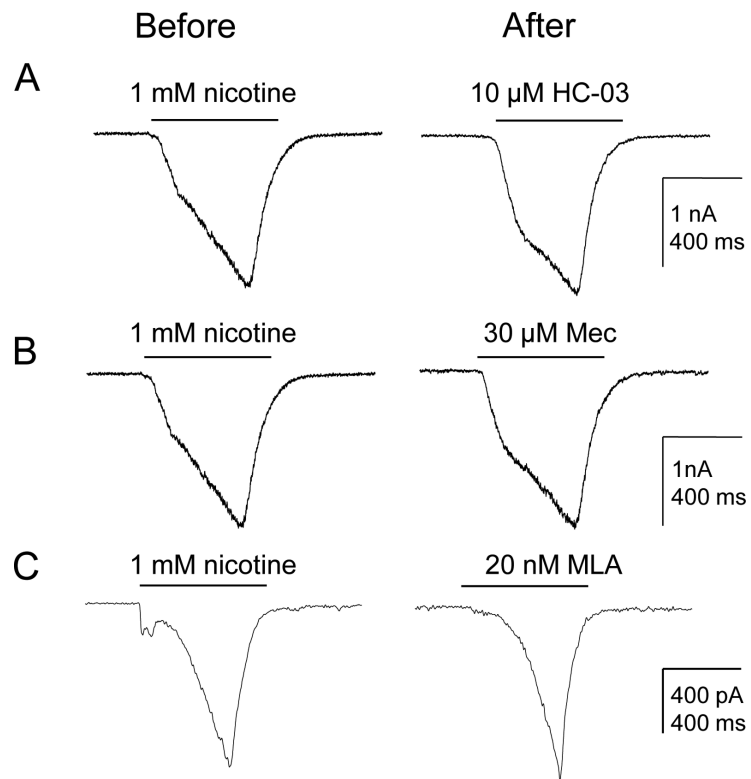 Before After
A
1 mM nicotine 10 µM HC-03
1 nA
400 ms
B
1 mM nicotine 30 µM Mec
1nA
400 ms
C
1 mM nicotine 20 nM MLA
400 pA
400 ms